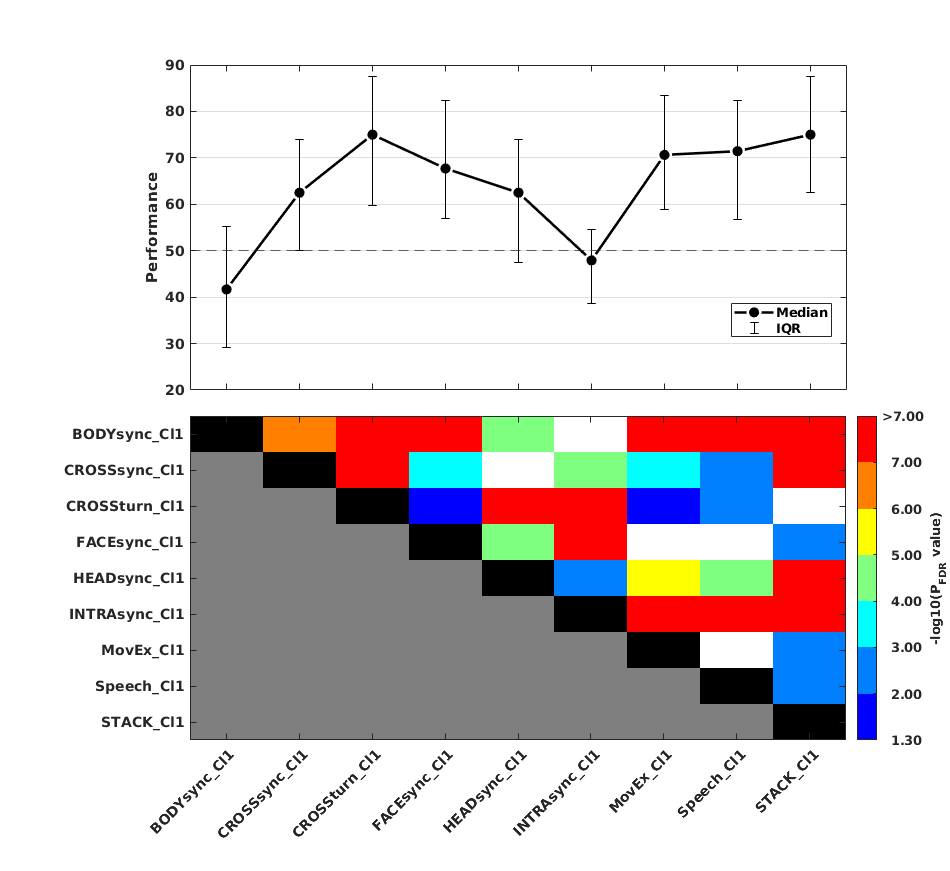 90
80
70
60
50
40
30
20
Performance
Median
IQR
BODYsync_Cl1
CROSSsync_Cl1
CROSSturn_Cl1
FACEsync_Cl1
HEADsync_Cl1
INTRAsync_Cl1
MovEx_Cl1
Speech_Cl1
STACK_Cl1
>7.00
7.00
6.00
5.00
4.00
3.00
2.00
1.30
-log10(P_FDR value)
BODYsync_Cl1
CROSSsync_Cl1
CROSSturn_Cl1
FACEsync_Cl1
HEADsync_Cl1
INTRAsync_Cl1
MovEx_Cl1
Speech_Cl1
STACK_Cl1